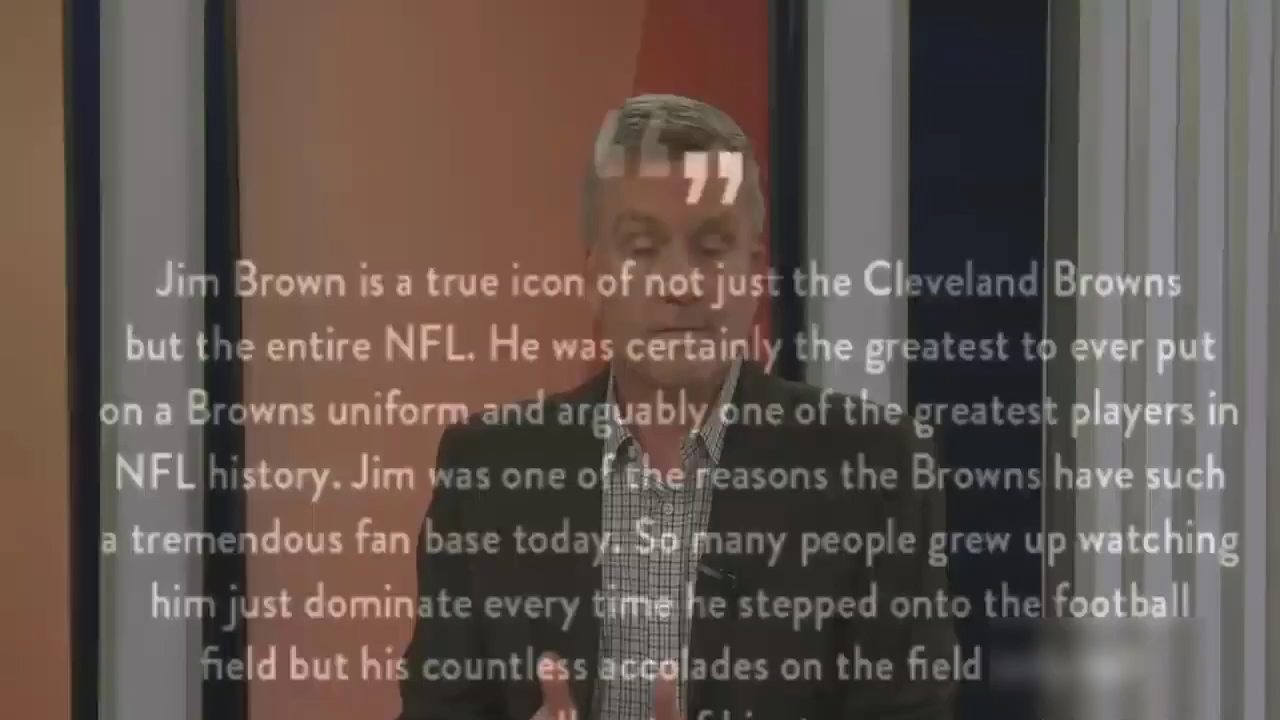 “
”
Jim Brown is a true icon of not just the Cleveland Browns
but the entire NFL. He was certainly the greatest to ever put
on a Browns uniform and arguably one of the greatest players in
NFL history. Jim was one of the reasons the Browns have such
a tremendous fan base today. So many people grew up watching
him just dominate every time he stepped onto the football
field but his countless accolades on the field